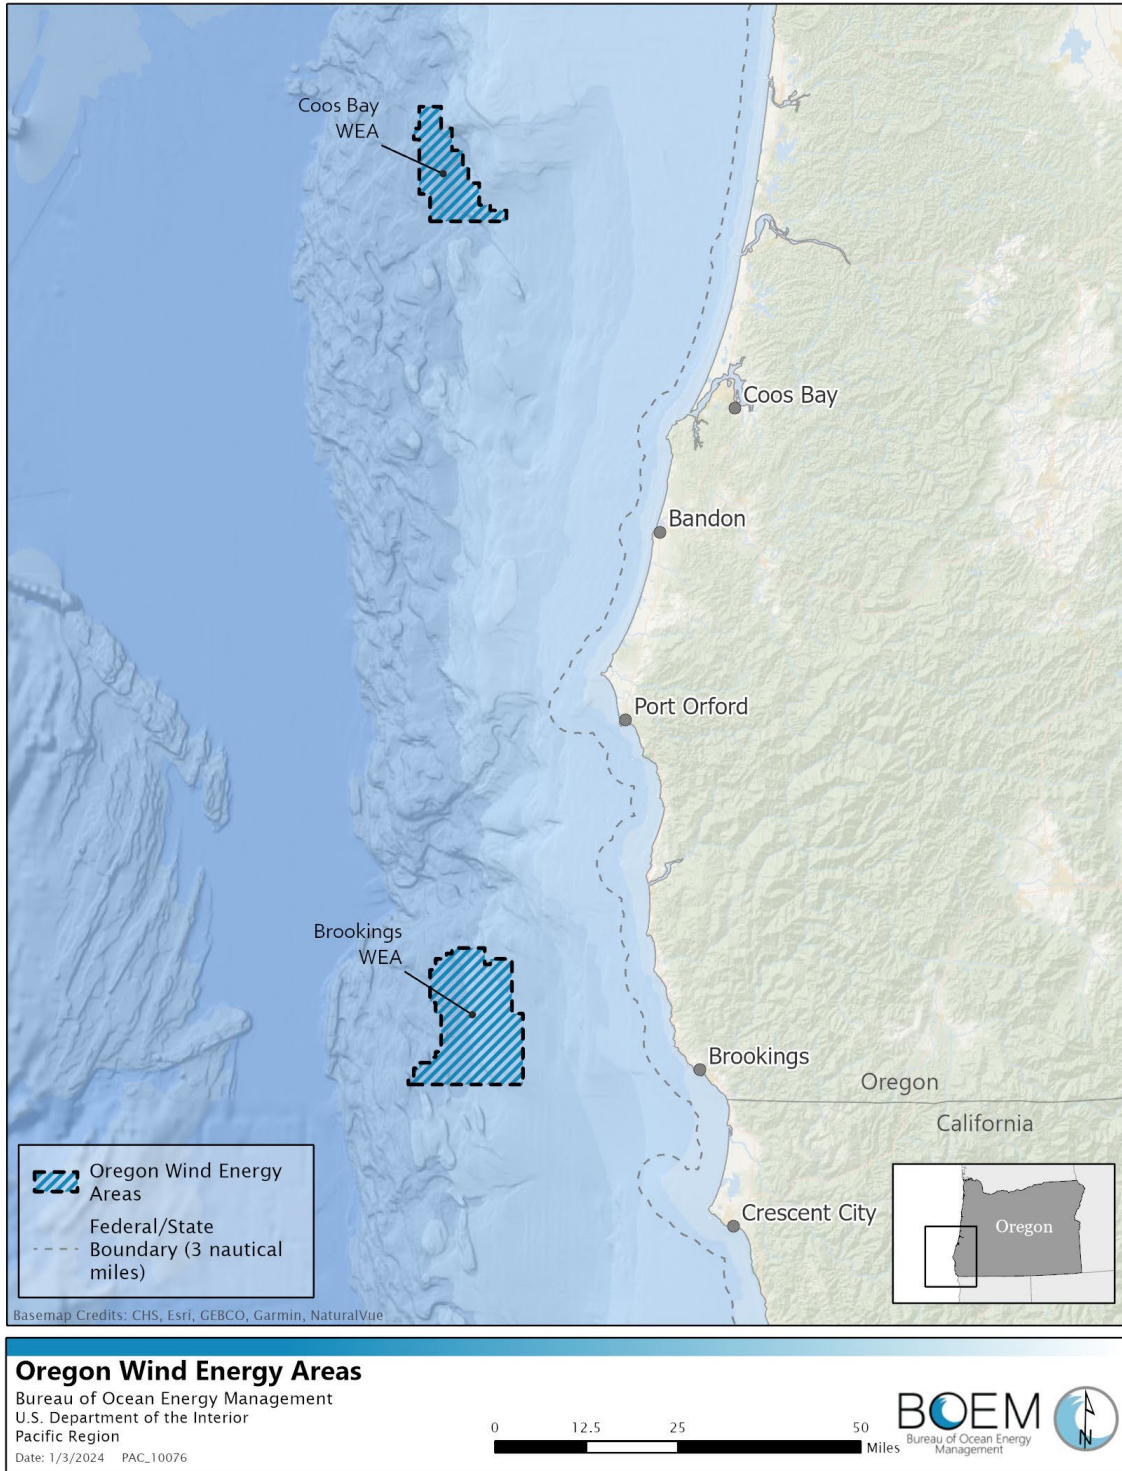 Coos Bay
WEA
Coos Bay
Bandon
Port Orford
Brookings
WEA
Brookings
Oregon
California
Crescent City
Oregon Wind Energy
Areas
Federal/State
Boundary (3 nautical
miles)
Oregon
Basemap Credits: CHS, Esri, GEBCO, Garmin, NaturalVue
Oregon Wind Energy Areas
Bureau of Ocean Energy Management
U.S. Department of the Interior
Pacific Region
Date: 1/3/2024 PAC_10076
0 12.5 25 50
Miles
BOEM
Bureau of Ocean Energy
Management
N